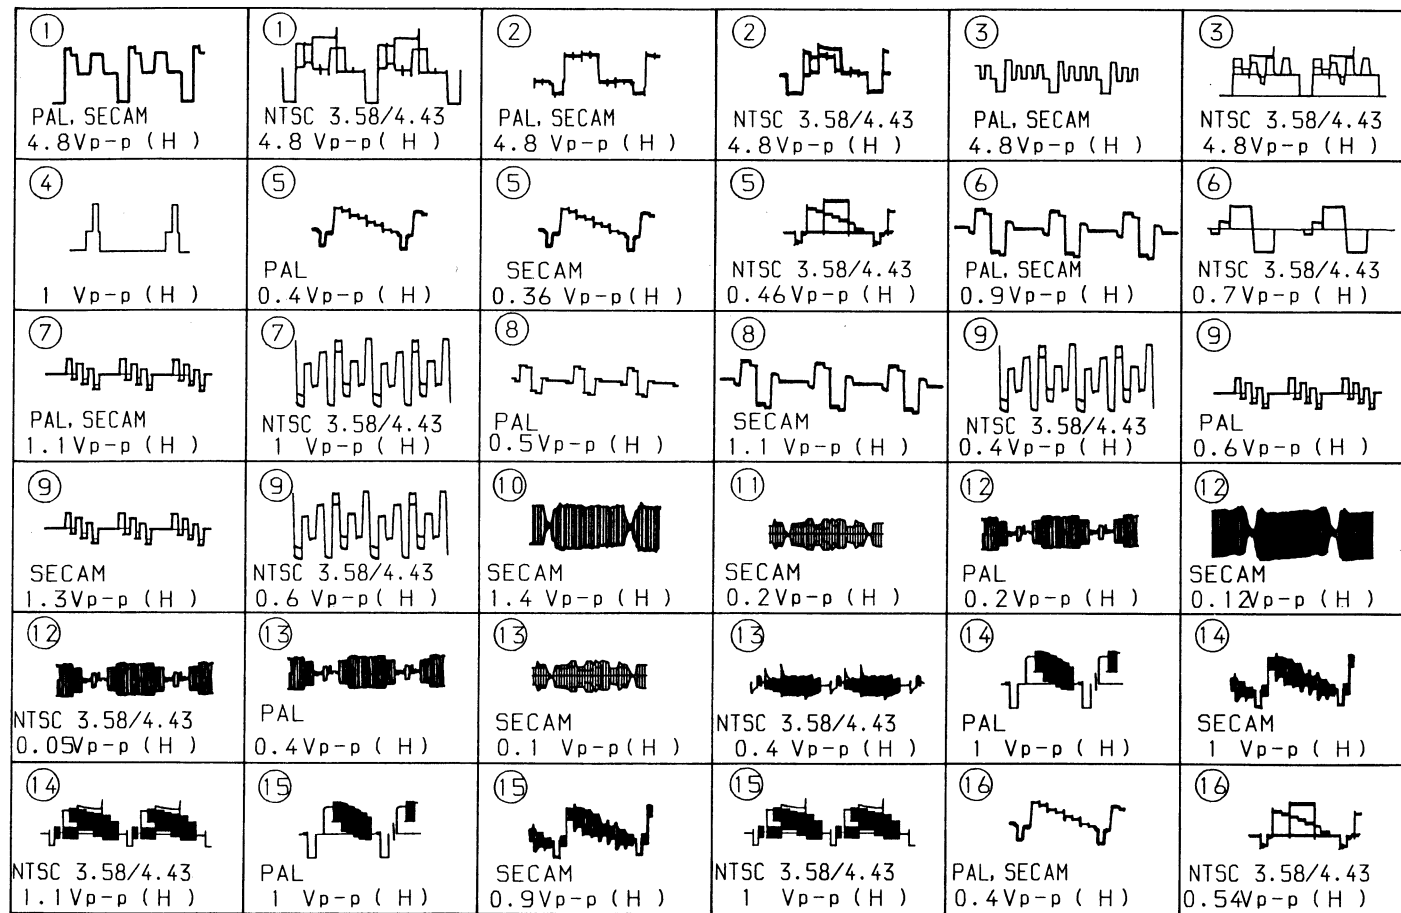 ①
PAL, SECAM
4.8Vp-p (H)
①
NTSC 3.58/4.43
4.8 Vp-p (H)
②
PAL, SECAM
4.8 Vp-p (H)
②
NTSC 3.58/4.43
4.8Vp-p (H)
③
PAL, SECAM
4.8Vp-p (H)
③
NTSC 3.58/4.43
4.8Vp-p (H)
④
1 Vp-p (H)
⑤
PAL
0.4Vp-p (H)
⑤
SECAM
0.36 Vp-p (H)
⑤
NTSC 3.58/4.43
0.46Vp-p (H)
⑥
PAL, SECAM
0.9Vp-p (H)
⑥
NTSC 3.58/4.43
0.7Vp-p (H)
⑦
PAL, SECAM
1.1Vp-p (H)
⑦
NTSC 3.58/4.43
1 Vp-p (H)
⑧
PAL
0.5Vp-p (H)
⑧
SECAM
1.1 Vp-p (H)
⑨
NTSC 3.58/4.43
0.4Vp-p (H)
⑨
PAL
0.6Vp-p (H)
⑨
SECAM
1.3Vp-p (H)
⑨
NTSC 3.58/4.43
0.6 Vp-p (H)
⑩
SECAM
1.4 Vp-p (H)
⑪
SECAM
0.2Vp-p (H)
⑫
PAL
0.2Vp-p (H)
⑫
SECAM
0.12Vp-p (H)
⑫
NTSC 3.58/4.43
0.05Vp-p (H)
⑬
PAL
0.4Vp-p (H)
⑬
SECAM
0.1 Vp-p (H)
⑬
NTSC 3.58/4.43
0.4 Vp-p (H)
⑭
PAL
1 Vp-p (H)
⑭
SECAM
1 Vp-p (H)
⑭
NTSC 3.58/4.43
1.1Vp-p (H)
⑮
PAL
1 Vp-p (H)
⑮
SECAM
0.9Vp-p (H)
⑮
NTSC 3.58/4.43
1 Vp-p (H)
⑯
PAL, SECAM
0.4Vp-p (H)
⑯
NTSC 3.58/4.43
0.54Vp-p (H)